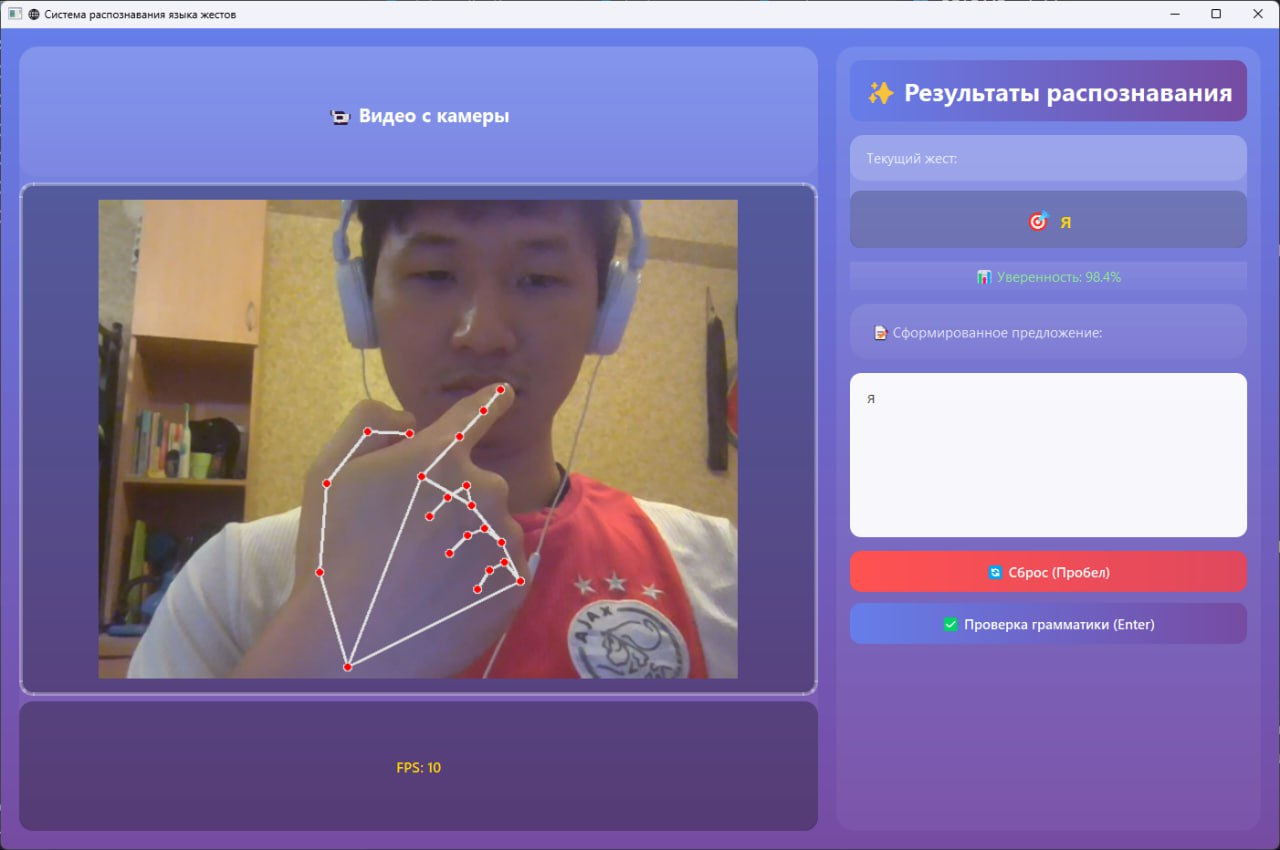 Система распознавания языка жестов
Видео с камеры
AJAX
FPS: 10
Результаты распознавания
Текущий жест:
Я
Уверенность: 98.4%
Сформированное предложение:
Я
Сброс (Пробел)
Проверка грамматики (Enter)